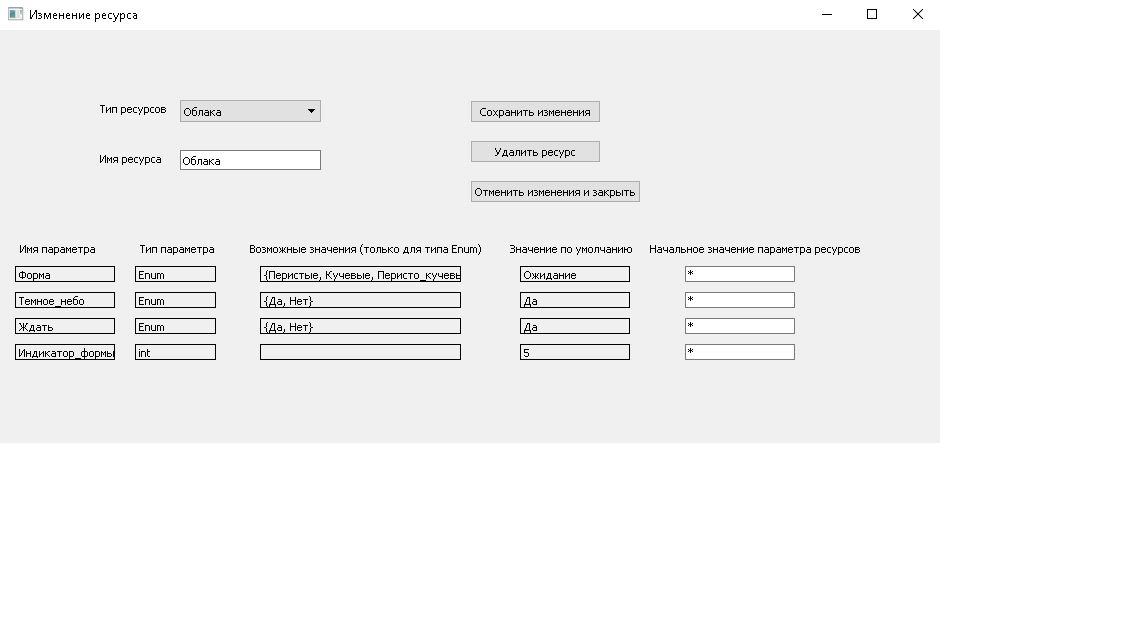 Изменение ресурса
Тип ресурсов Облака Сохранить изменения
Удалить ресурс
Имя ресурса Облака
Отменить изменения и закрыть
Имя параметра Тип параметра Возможные значения (только для типа Enum) Значение по умолчанию Начальное значение параметра ресурсов
Форма Enum {Перистые, Кучевые, Перисто_кучевы Ожидание *
Темное_небо Enum {Да, Нет} Да *
Ждать Enum {Да, Нет} Да *
Индикатор_формы int 5 *